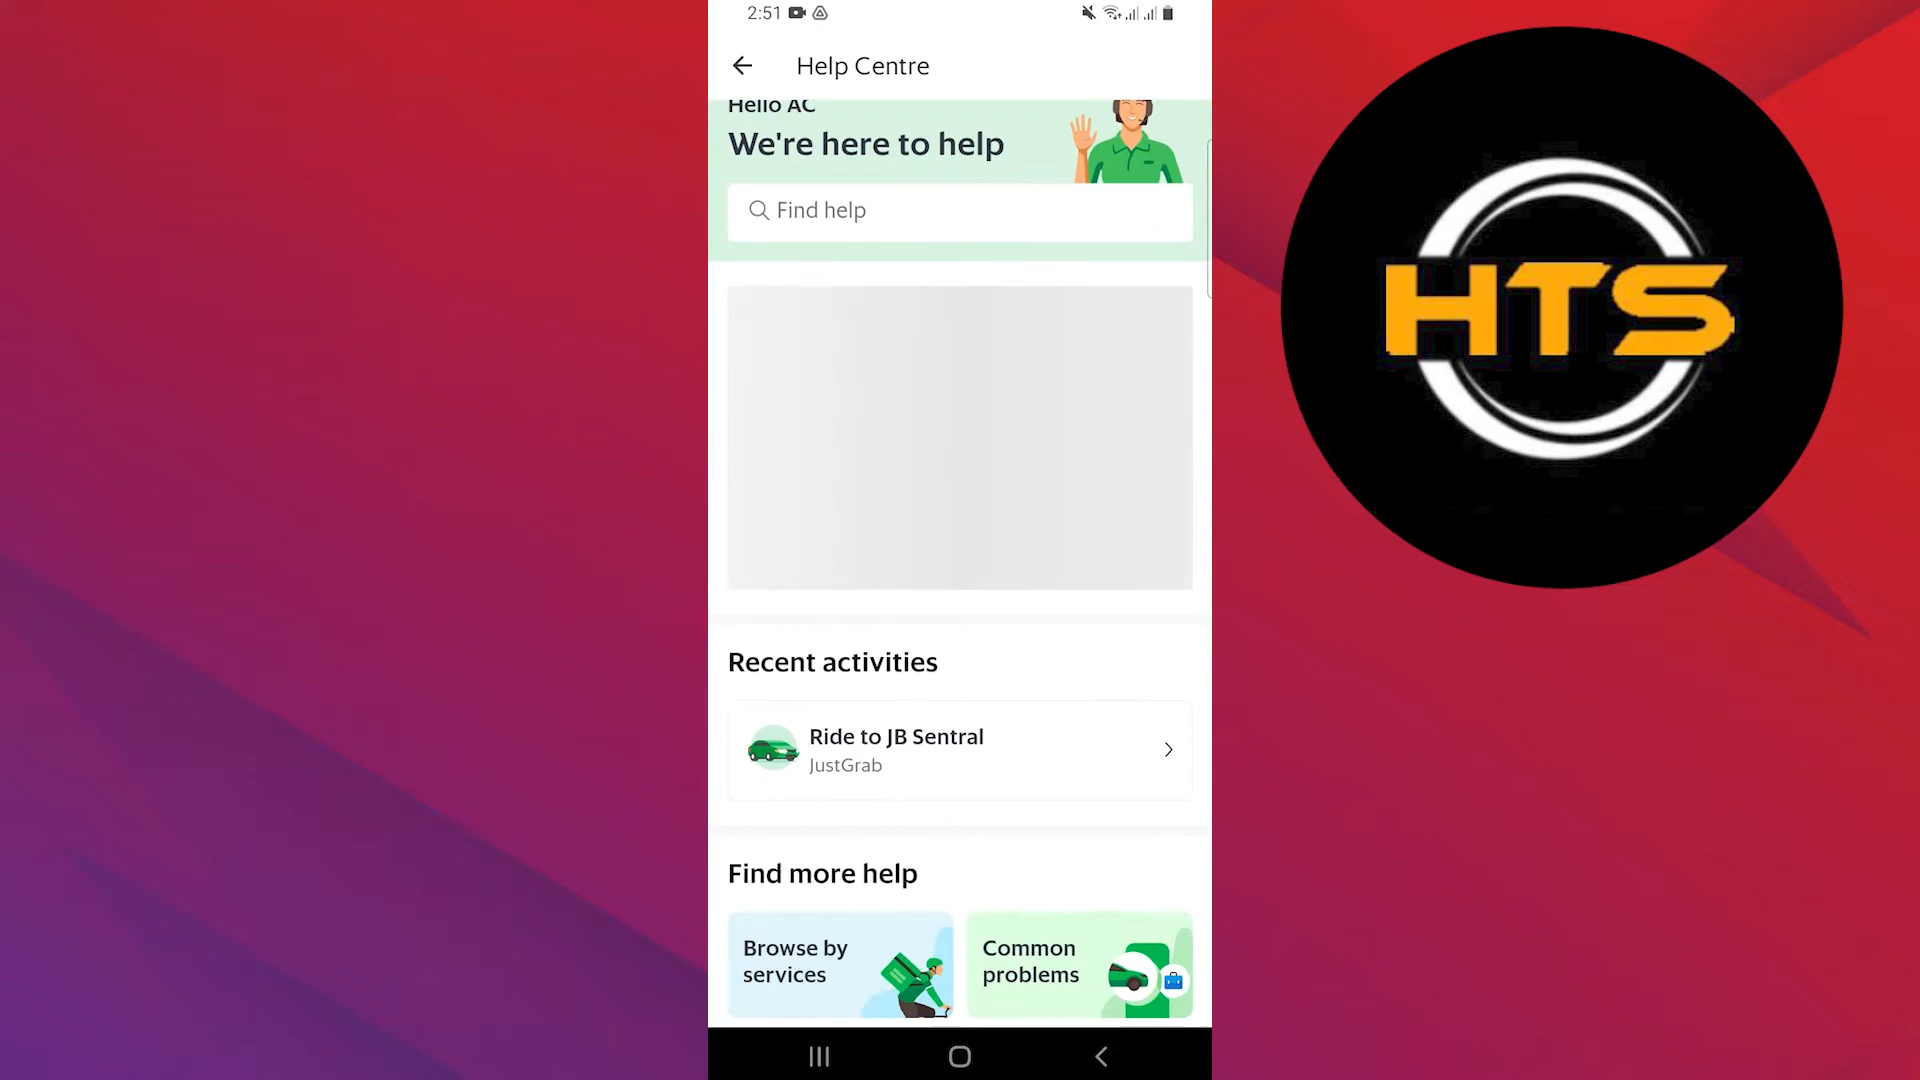 2:51
Help Centre
Hello AC
We're here to help
Find help
Recent activities
Ride to JB Sentral
JustGrab
Find more help
Browse by
services
Common
problems
HTS